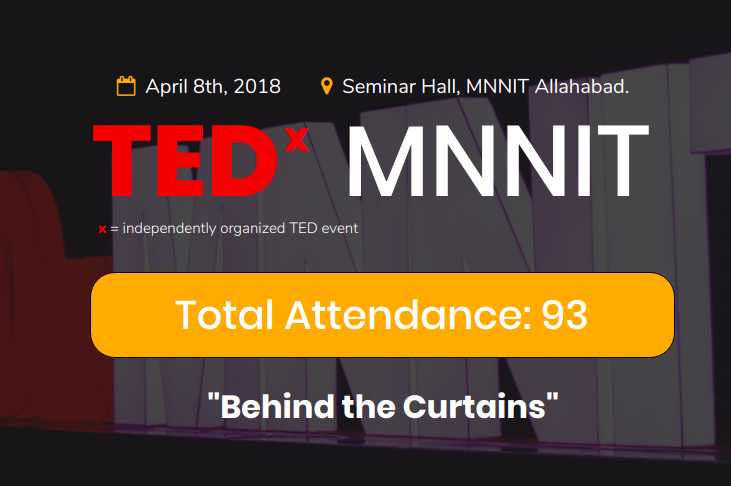 April 8th, 2018 Seminar Hall, MNNIT Allahabad.
TEDx MNNIT
x = independently organized TED event
Total Attendance: 93
"Behind the Curtains"